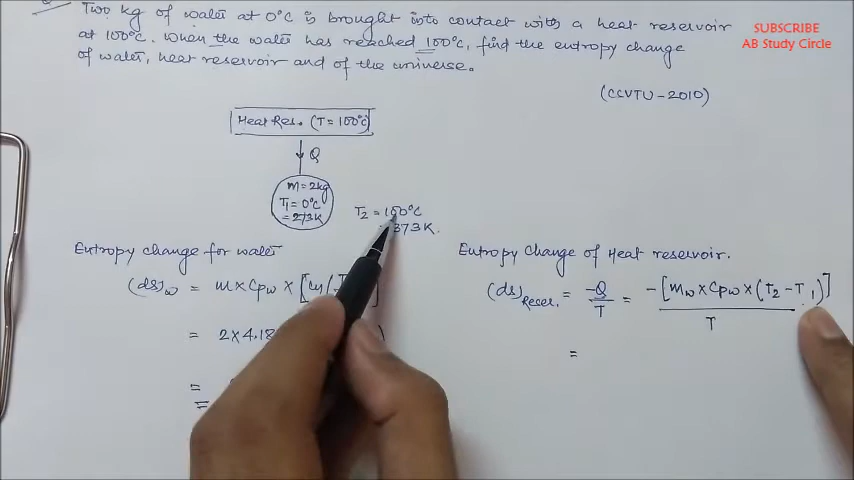 Two kg of water at 0°C is brought into contact with a heat reservoir
at 100°C. When the water has reached 100°C, find the entropy change
of water, heat reservoir and of the universe.
SUBSCRIBE
AB Study Circle
(CCVTU-2010)
Heat Res. (T = 100°C)
Q
m = 2kg
T1 = 0°C
= 273K
T2 = 100°C
373K.
Entropy change for water
(ds)w = m × Cpw × [ln(
= 2 × 4.18
=
=
Entropy Change of Heat reservoir.
(ds)Reser. = -Q/T = -[mw × Cpw × (T2 - T1)]/T
=